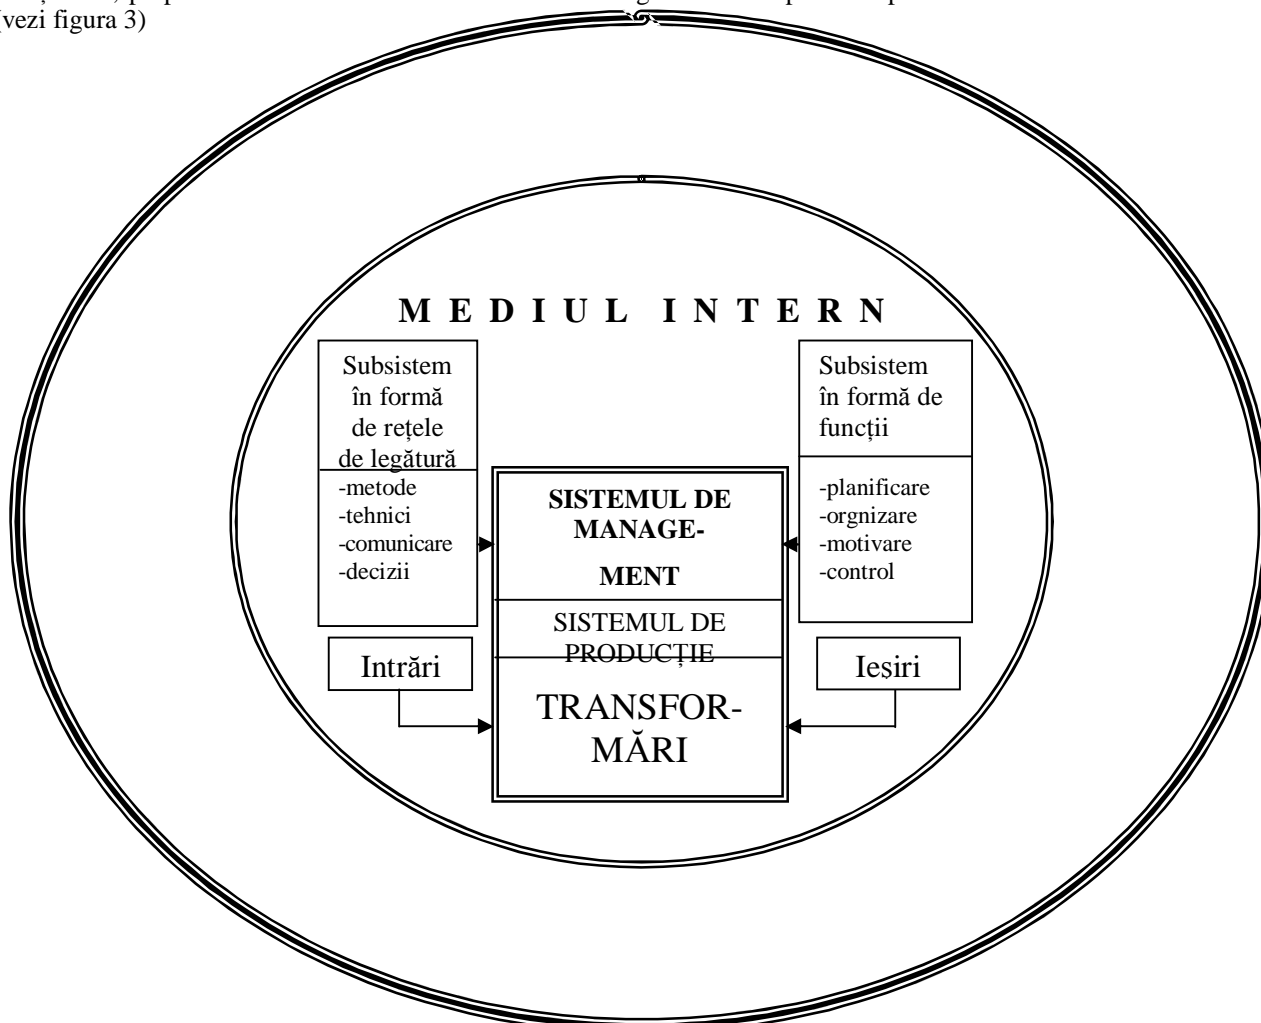 (vezi figura 3)
M E D I U L I N T E R N
Subsistem
în formă
de rețele
de legătură
-metode
-tehnici
-comunicare
-decizii
Subsistem
în formă de
funcții
-planificare
-orgnizare
-motivare
-control
SISTEMUL DE
MANAGE-
MENT
SISTEMUL DE
PRODUCȚIE
TRANSFOR-
MĂRI
Intrări
Ieșiri